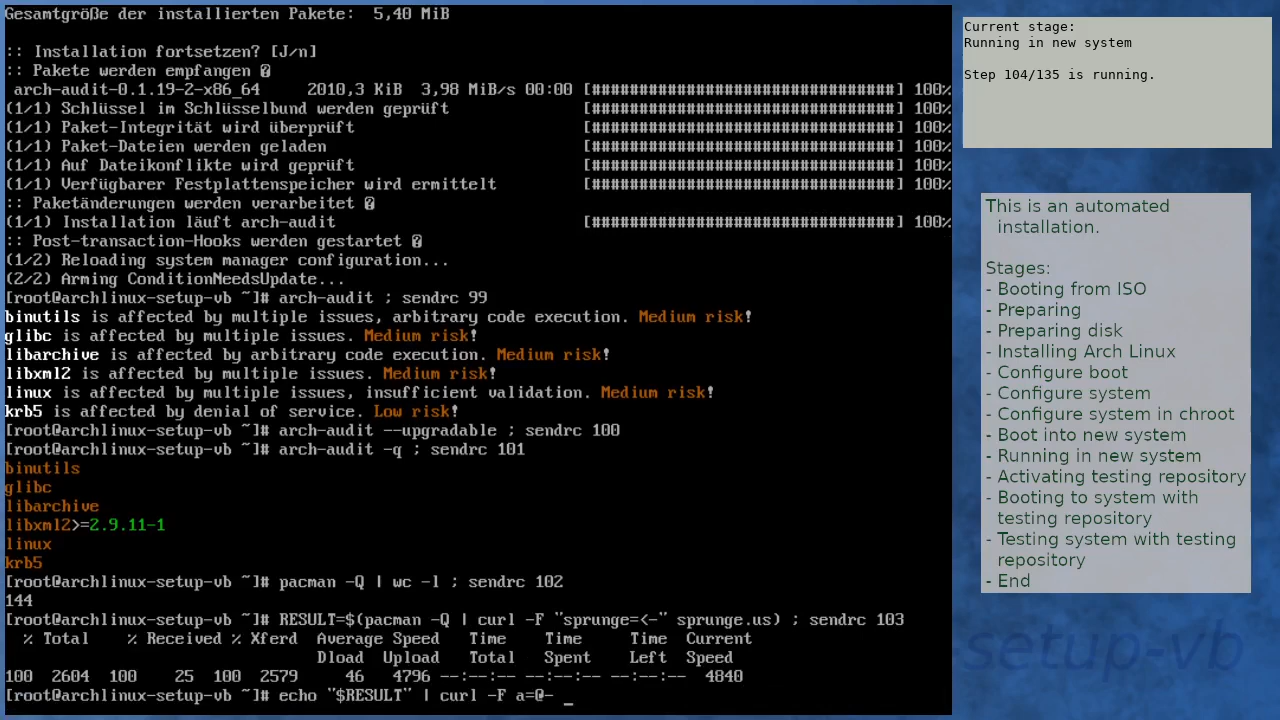 Gesamtgröße der installierten Pakete:  5,40 MiB
:: Installation fortsetzen? [J/n]
:: Pakete werden empfangen �
 arch-audit-0.1.19-2-x86_64     2010,3 KiB  3,98 MiB/s 00:00 [################################] 100%
(1/1) Schlüssel im Schlüsselbund werden geprüft              [################################] 100%
(1/1) Paket-Integrität wird überprüft                        [################################] 100%
(1/1) Paket-Dateien werden geladen                           [################################] 100%
(1/1) Auf Dateikonflikte wird geprüft                        [################################] 100%
(1/1) Verfügbarer Festplattenspeicher wird ermittelt         [################################] 100%
:: Paketänderungen werden verarbeitet �
(1/1) Installation läuft arch-audit                          [################################] 100%
:: Post-transaction-Hooks werden gestartet �
(1/2) Reloading system manager configuration...
(2/2) Arming ConditionNeedsUpdate...
[root@archlinux-setup-vb ~]# arch-audit ; sendrc 99
binutils is affected by multiple issues, arbitrary code execution. Medium risk!
glibc is affected by multiple issues. Medium risk!
libarchive is affected by arbitrary code execution. Medium risk!
libxml2 is affected by multiple issues. Medium risk!
linux is affected by multiple issues, insufficient validation. Medium risk!
krb5 is affected by denial of service. Low risk!
[root@archlinux-setup-vb ~]# arch-audit --upgradable ; sendrc 100
[root@archlinux-setup-vb ~]# arch-audit -q ; sendrc 101
binutils
glibc
libarchive
libxml2>=2.9.11-1
linux
krb5
[root@archlinux-setup-vb ~]# pacman -Q | wc -l ; sendrc 102
144
[root@archlinux-setup-vb ~]# RESULT=$(pacman -Q | curl -F "sprunge=<-" sprunge.us) ; sendrc 103
  % Total    % Received % Xferd  Average Speed   Time    Time     Time  Current
                                 Dload  Upload   Total   Spent    Left  Speed
100  2604  100    25  100  2579     46   4796 --:--:-- --:--:-- --:--:--  4840
[root@archlinux-setup-vb ~]# echo "$RESULT" | curl -F a=@- _
Current stage:
Running in new system
Step 104/135 is running.
This is an automated
installation.
Stages:
- Booting from ISO
- Preparing
- Preparing disk
- Installing Arch Linux
- Configure boot
- Configure system
- Configure system in chroot
- Boot into new system
- Running in new system
- Activating testing repository
- Booting to system with
testing repository
- Testing system with testing
repository
- End
setup-vb